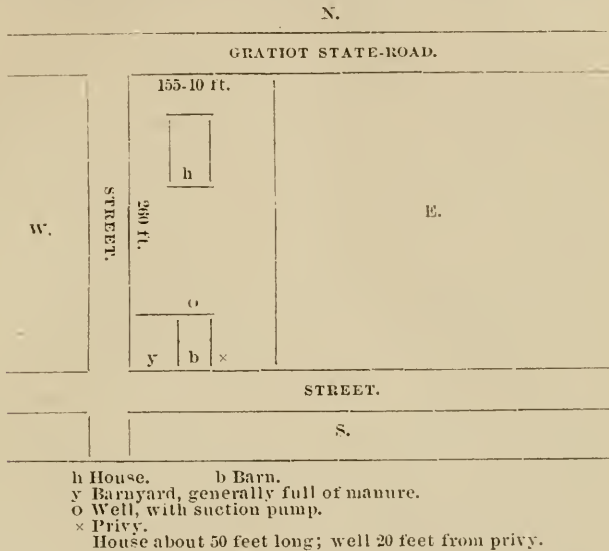 N.
GRATIOT STATE-ROAD.
155-10 ft.
h
STREET.
260 ft.
W.
E.
o
y b ×
STREET.
S.
h House. b Barn.
y Barnyard, generally full of manure.
o Well, with suction pump.
× Privy.
House about 50 feet long; well 20 feet from privy.